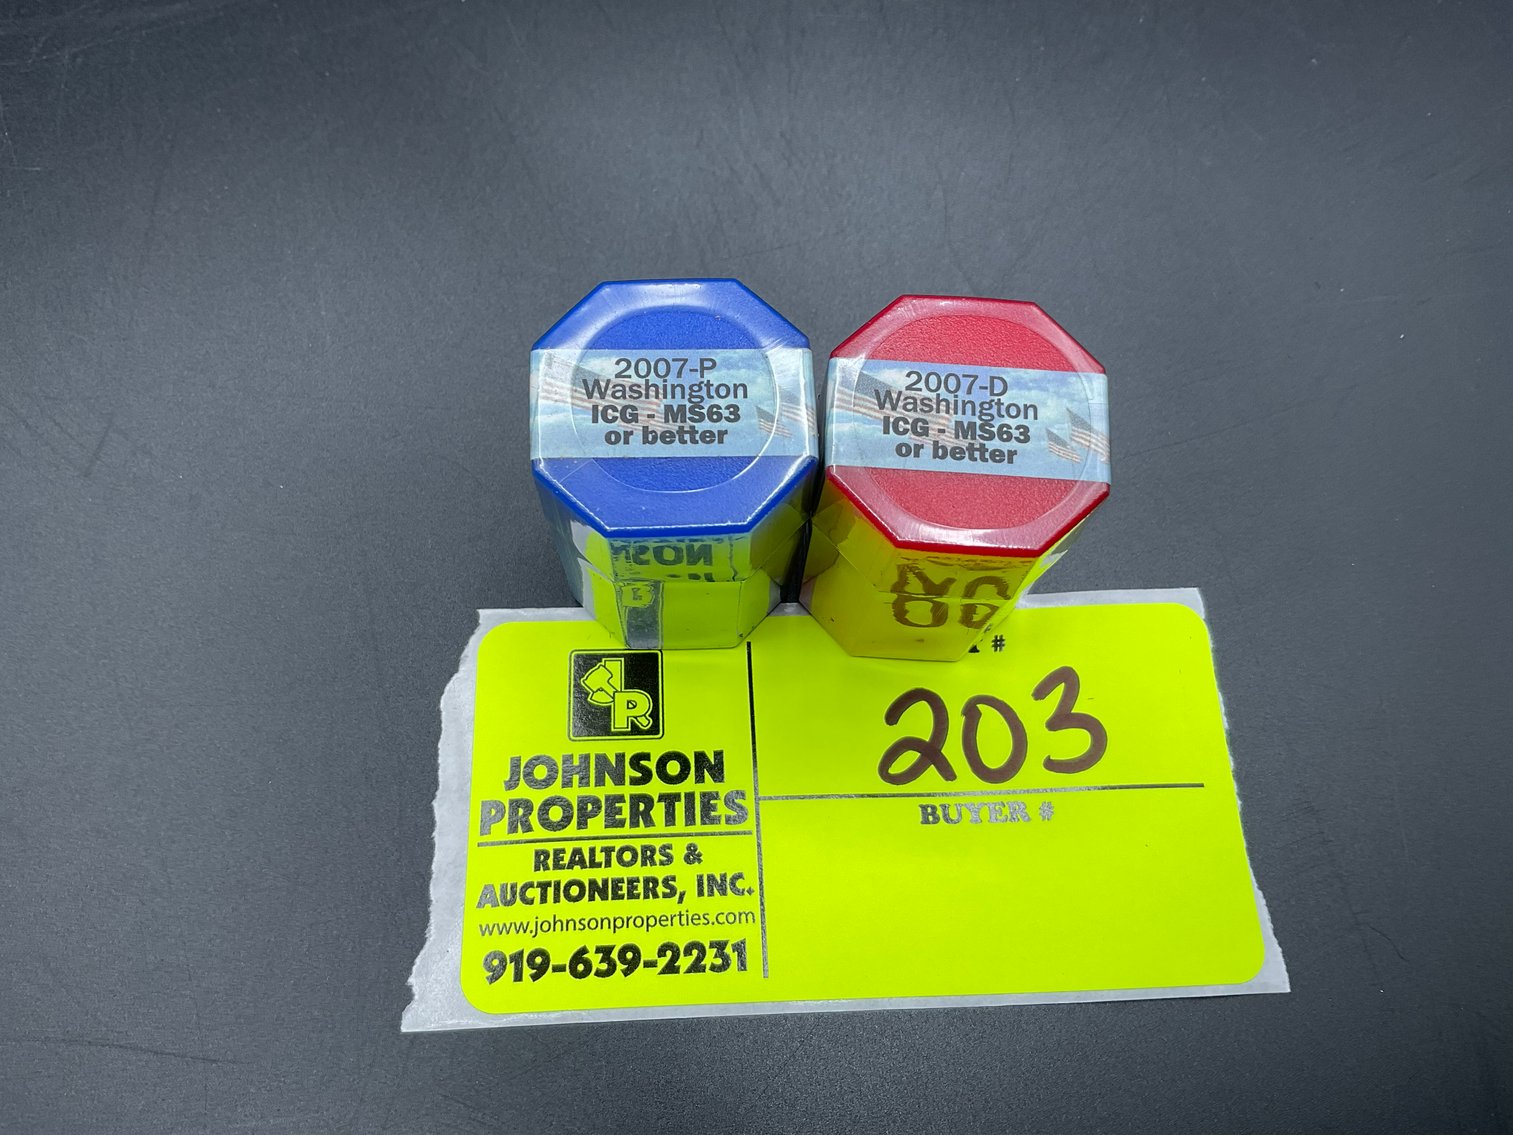 2007-P
Washington
ICG - MS63
or better
2007-D
Washington
ICG - MS63
or better
JR
JOHNSON
PROPERTIES
REALTORS &
AUCTIONEERS, INC.
www.johnsonproperties.com
919-639-2231
#
203
BUYER #